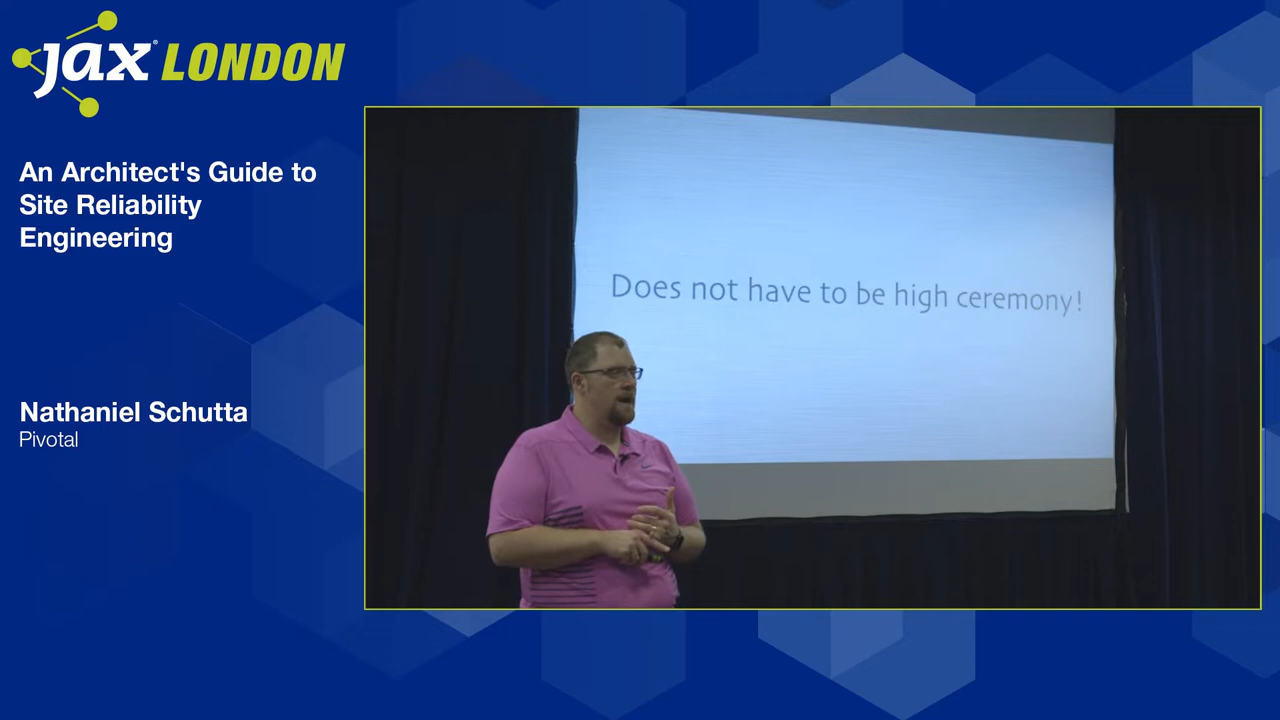 jax LONDON
An Architect's Guide to
Site Reliability
Engineering
Nathaniel Schutta
Pivotal
Does not have to be high ceremony!